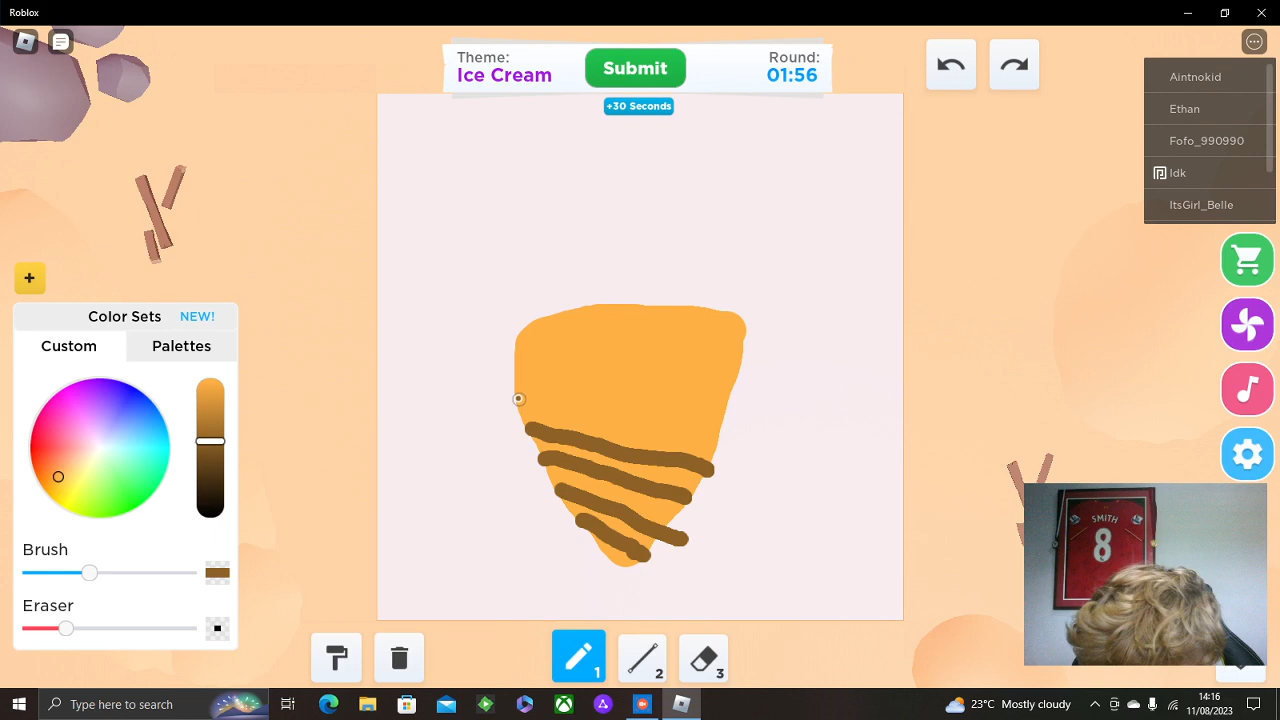 Roblox
Theme:
Ice Cream
Submit
Round:
01:56
+30 Seconds
Aintnokid
Ethan
Fofo_990990
Idk
ItsGirl_Belle
+
Color Sets NEW!
Custom Palettes
Brush
Eraser
1
2
3
SMITH
8
Type here to search
23°C Mostly cloudy
14:16
11/08/2023